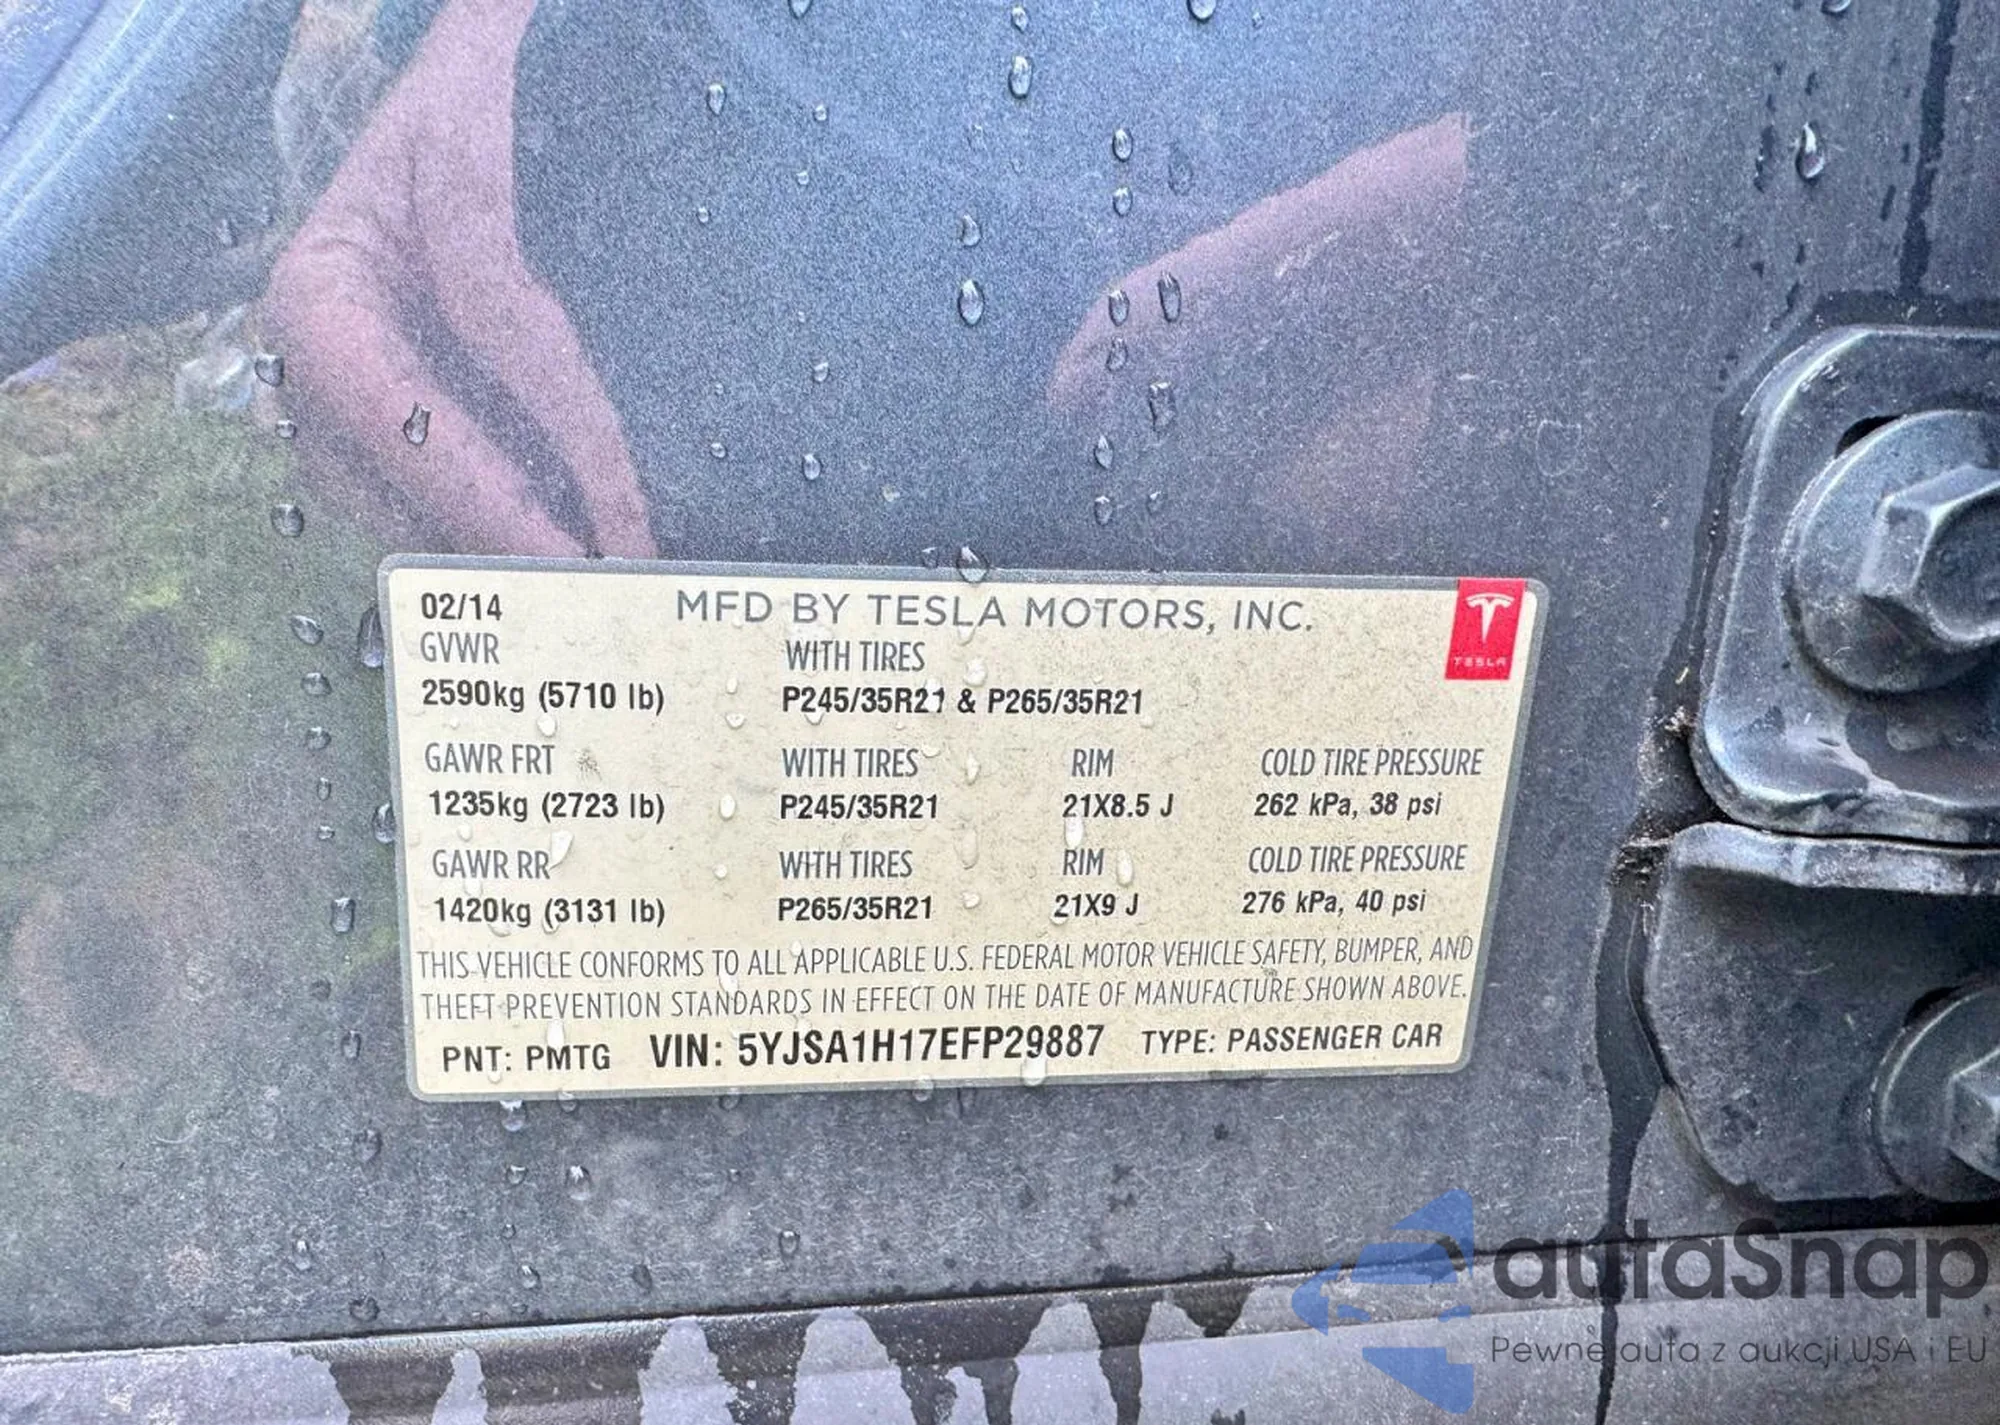 02/14 MFD BY TESLA MOTORS, INC.
TESLA
GVWR WITH TIRES
2590kg (5710 lb) P245/35R21 & P265/35R21
GAWR FRT WITH TIRES RIM COLD TIRE PRESSURE
1235kg (2723 lb) P245/35R21 21X8.5 J 262 kPa, 38 psi
GAWR RR WITH TIRES RIM COLD TIRE PRESSURE
1420kg (3131 lb) P265/35R21 21X9 J 276 kPa, 40 psi
THIS VEHICLE CONFORMS TO ALL APPLICABLE U.S. FEDERAL MOTOR VEHICLE SAFETY, BUMPER, AND
THEFT PREVENTION STANDARDS IN EFFECT ON THE DATE OF MANUFACTURE SHOWN ABOVE.
PNT: PMTG VIN: 5YJSA1H17EFP29887 TYPE: PASSENGER CAR
autaSnap
Pewne auta z aukcji USA i EU